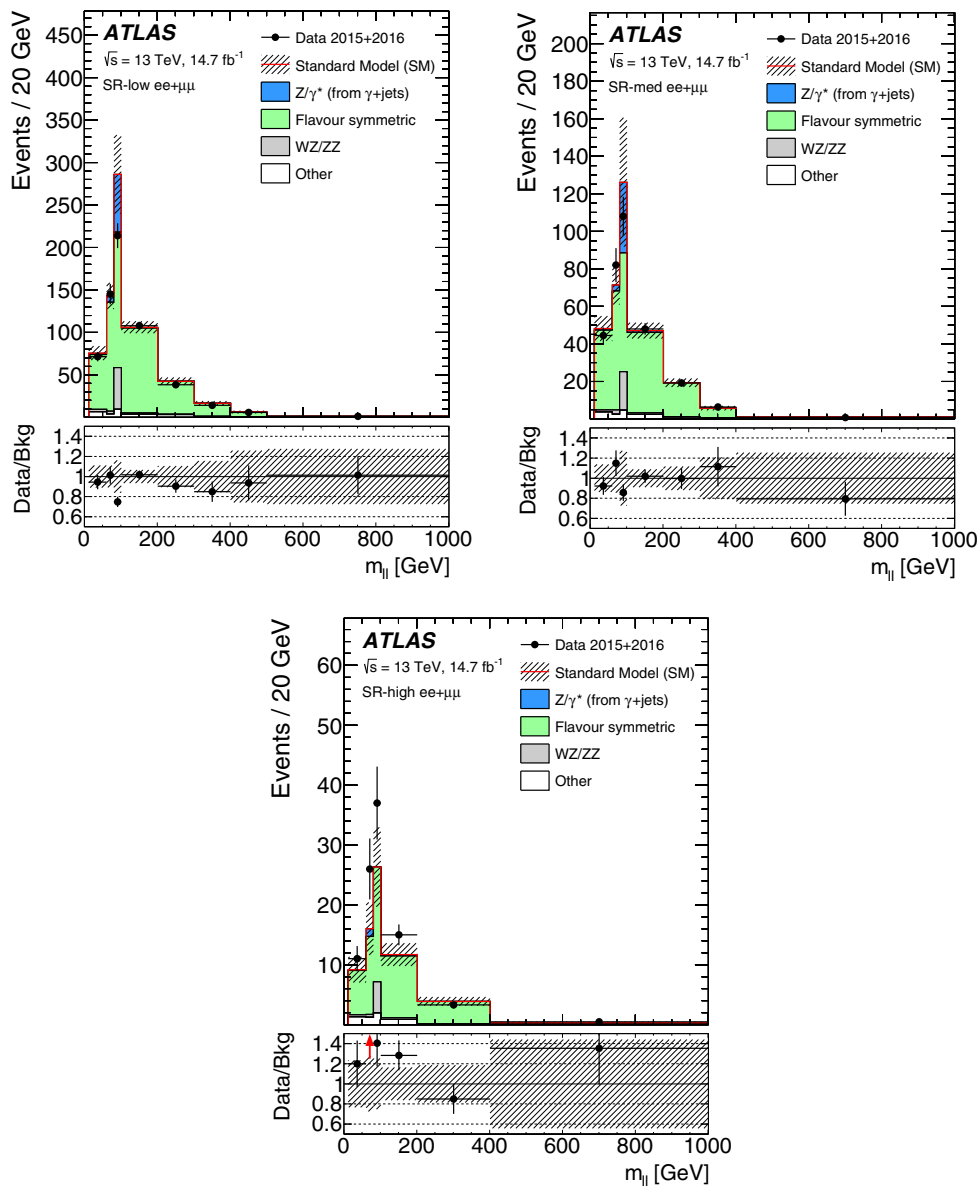 ATLAS
√s = 13 TeV, 14.7 fb⁻¹
SR-low ee+μμ
Data 2015+2016
Standard Model (SM)
Z/γ* (from γ+jets)
Flavour symmetric
WZ/ZZ
Other
Events / 20 GeV
450
400
350
300
250
200
150
100
50
Data/Bkg
1.4
1.2
1
0.8
0.6
0 200 400 600 800 1000
m_ll [GeV]
ATLAS
√s = 13 TeV, 14.7 fb⁻¹
SR-med ee+μμ
Data 2015+2016
Standard Model (SM)
Z/γ* (from γ+jets)
Flavour symmetric
WZ/ZZ
Other
Events / 20 GeV
200
180
160
140
120
100
80
60
40
20
Data/Bkg
1.4
1.2
1
0.8
0.6
0 200 400 600 800 1000
m_ll [GeV]
ATLAS
√s = 13 TeV, 14.7 fb⁻¹
SR-high ee+μμ
Data 2015+2016
Standard Model (SM)
Z/γ* (from γ+jets)
Flavour symmetric
WZ/ZZ
Other
Events / 20 GeV
60
50
40
30
20
10
Data/Bkg
1.4
1.2
1
0.8
0.6
0 200 400 600 800 1000
m_ll [GeV]